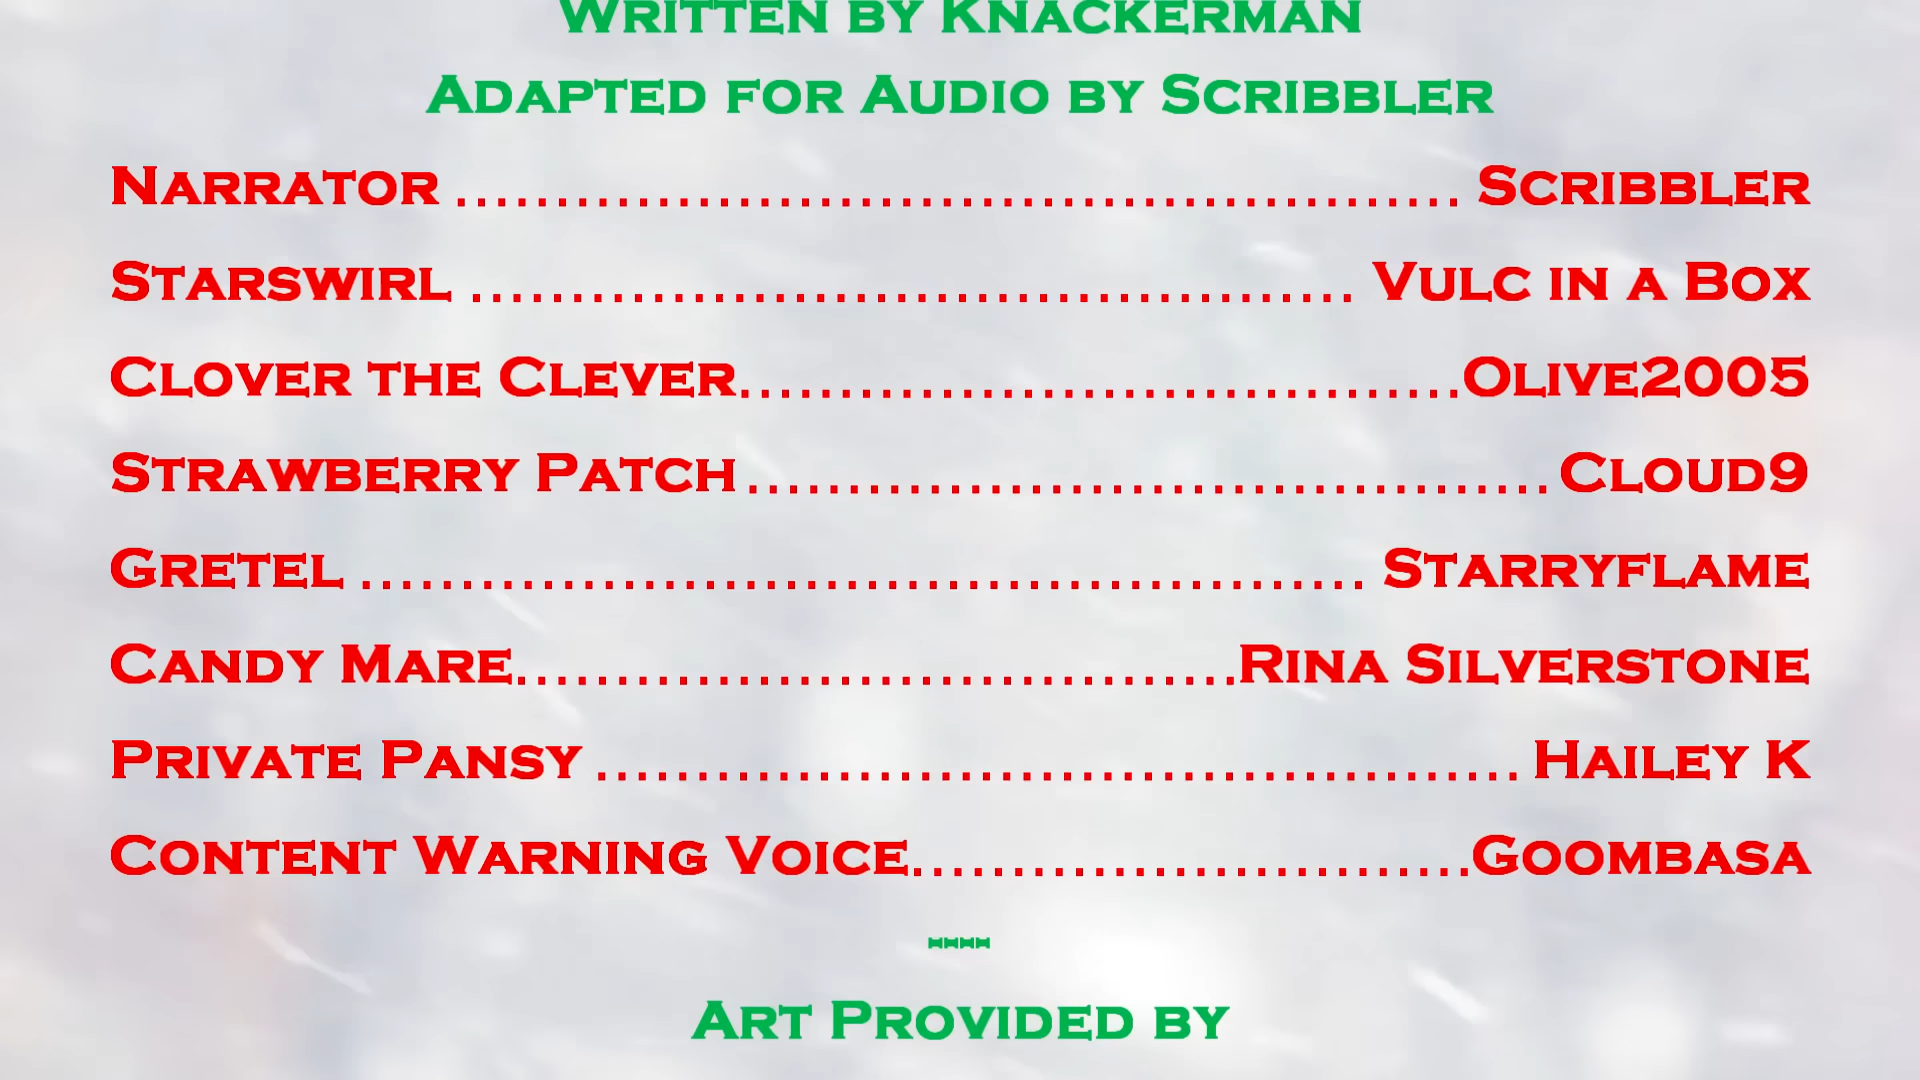 Written by Knackerman
Adapted for Audio by Scribbler
Narrator .................................................. Scribbler
Starswirl ............................................ Vulc in a Box
Clover the Clever....................................Olive2005
Strawberry Patch........................................Cloud9
Gretel .................................................. Starryflame
Candy Mare....................................Rina Silverstone
Private Pansy .............................................. Hailey K
Content Warning Voice............................Goombasa
----
Art Provided by